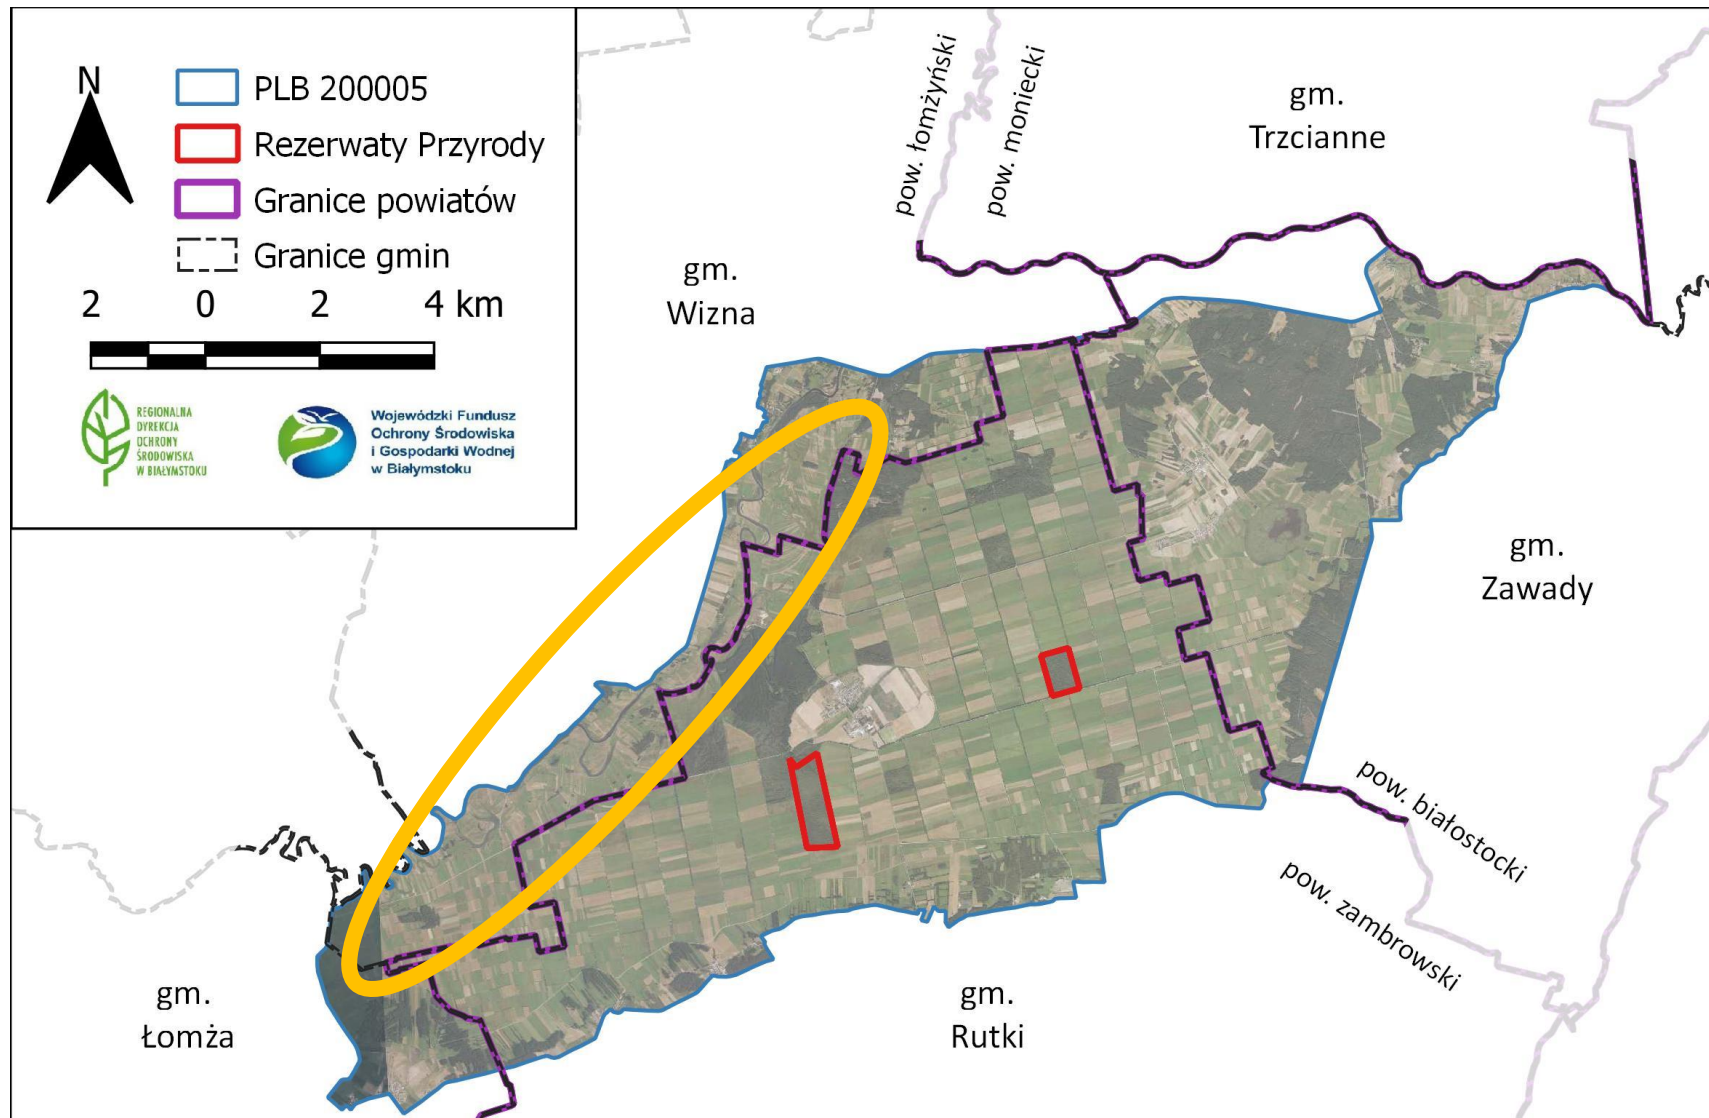 N
PLB 200005
Rezerwaty Przyrody
Granice powiatów
Granice gmin
2 0 2 4 km
REGIONALNA
DYREKCJA
OCHRONY
ŚRODOWISKA
W BIAŁYMSTOKU
Wojewódzki Fundusz
Ochrony Środowiska
i Gospodarki Wodnej
w Białymstoku
pow. łomżyński
pow. moniecki
gm.
Trzcianne
gm.
Wizna
gm.
Zawady
pow. białostocki
pow. zambrowski
gm.
Łomża
gm.
Rutki